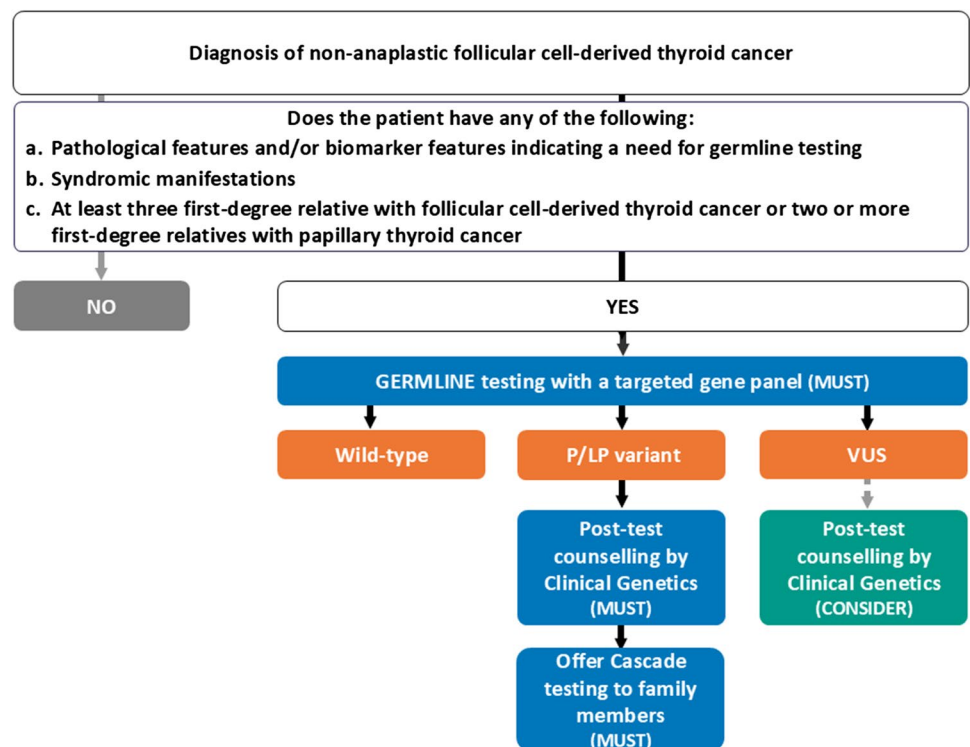 Diagnosis of non-anaplastic follicular cell-derived thyroid cancer
Does the patient have any of the following:
a. Pathological features and/or biomarker features indicating a need for germline testing
b. Syndromic manifestations
c. At least three first-degree relative with follicular cell-derived thyroid cancer or two or more
first-degree relatives with papillary thyroid cancer
NO
YES
GERMLINE testing with a targeted gene panel (MUST)
Wild-type
P/LP variant
VUS
Post-test
counselling by
Clinical Genetics
(MUST)
Post-test
counselling by
Clinical Genetics
(CONSIDER)
Offer Cascade
testing to family
members
(MUST)